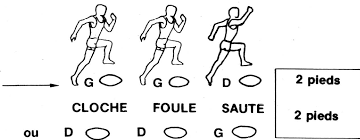 G G D
2 pieds
CLOCHE FOULE SAUTE
2 pieds
ou D D G